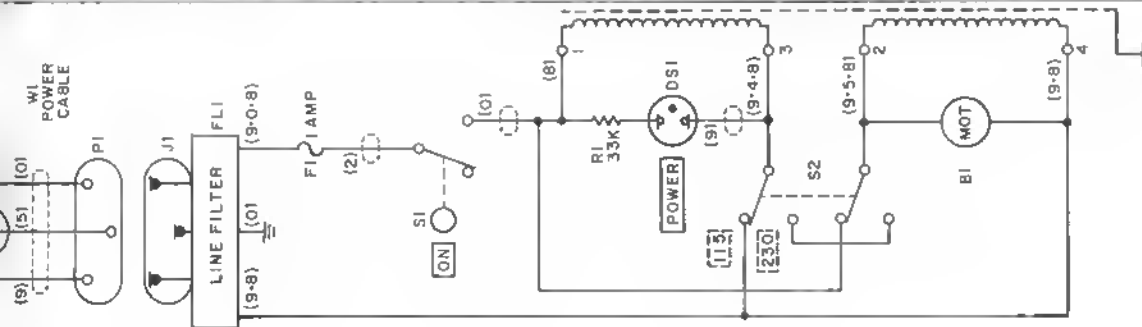 W1
POWER
CABLE
(0)
(5)
(9)
P1
J1
FL1
LINE FILTER
(9·0·8)
(0)
(9·8)
F1 1 AMP
(2)
S1
ON
(0)
(8)
1
R1
33K
DS1
(9)
POWER
3
(9·4·8)
S2
115
230
2
(9·5·8)
B1
MOT
4
(9·8)